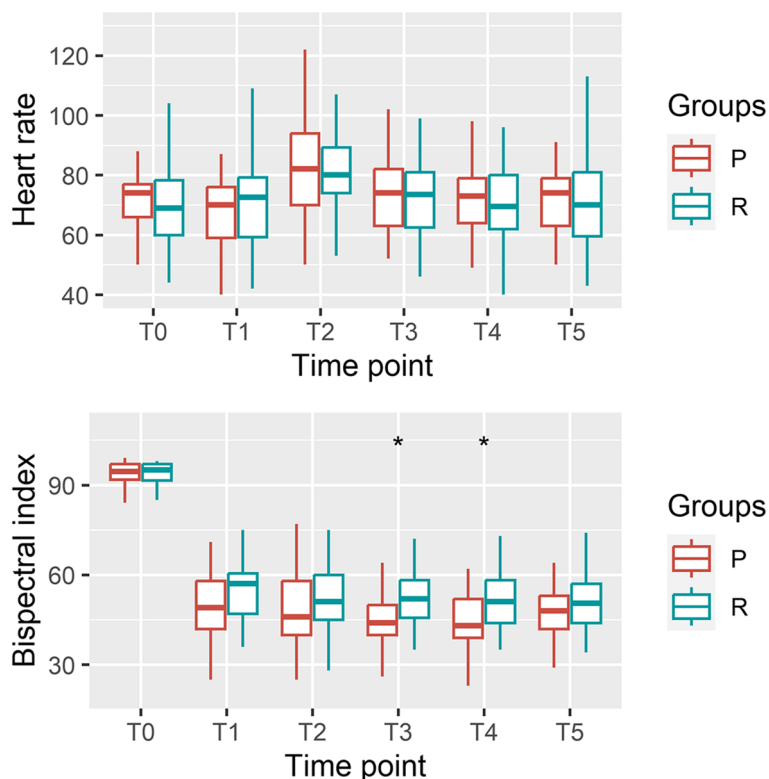 120
100
80
60
40
Heart rate
T0 T1 T2 T3 T4 T5
Time point
Groups
P
R
* *
90
60
30
Bispectral index
T0 T1 T2 T3 T4 T5
Time point
Groups
P
R